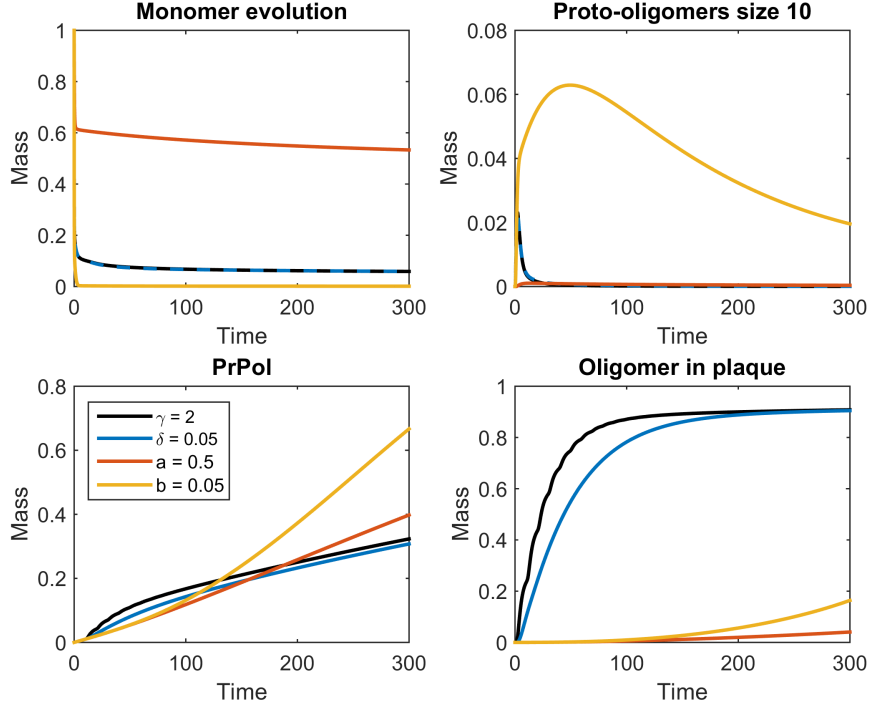 Monomer evolution
1
0.8
0.6
0.4
0.2
0
Mass
0 100 200 300
Time
Proto-oligomers size 10
0.08
0.06
0.04
0.02
0
Mass
0 100 200 300
Time
PrPol
0.8
0.6
0.4
0.2
0
Mass
γ = 2
δ = 0.05
a = 0.5
b = 0.05
0 100 200 300
Time
Oligomer in plaque
1
0.8
0.6
0.4
0.2
0
Mass
0 100 200 300
Time